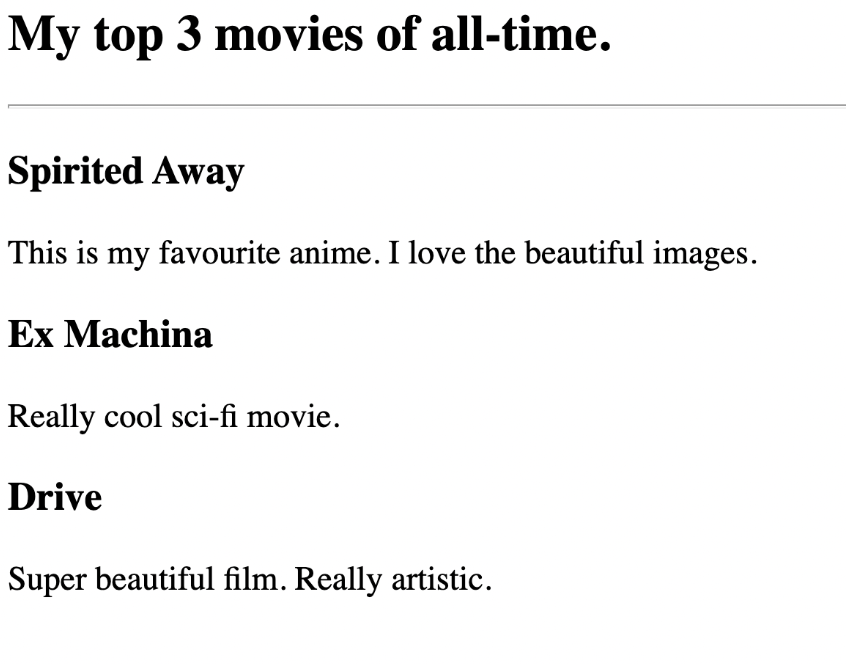 My top 3 movies of all-time.
Spirited Away
This is my favourite anime. I love the beautiful images.
Ex Machina
Really cool sci-fi movie.
Drive
Super beautiful film. Really artistic.